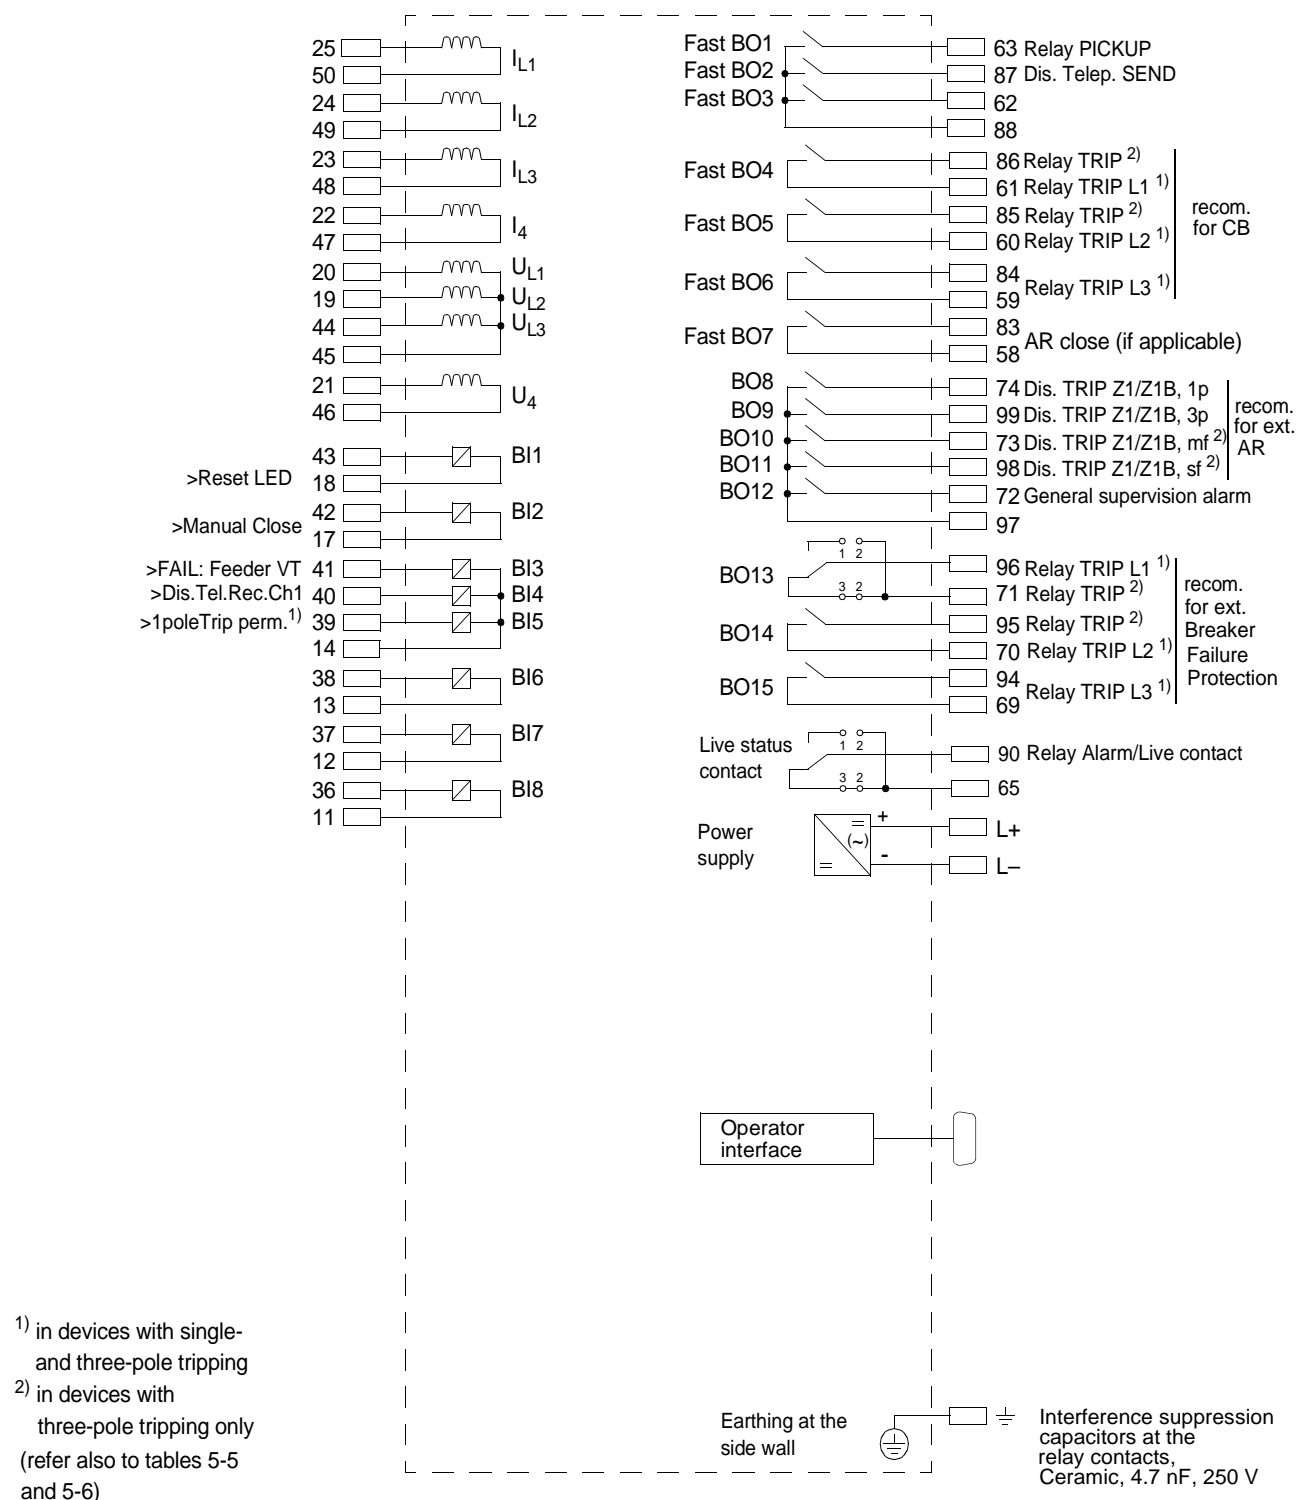 25
50
I L1
24
49
I L2
23
48
I L3
22
47
I 4
20
U L1
19
U L2
44
U L3
45
21
46
U 4
43
BI1
>Reset LED
18
42
BI2
>Manual Close
17
>FAIL: Feeder VT 41
BI3
>Dis.Tel.Rec.Ch1 40
BI4
>1poleTrip perm. 1) 39
BI5
14
38
BI6
13
37
BI7
12
36
BI8
11
Fast BO1
63 Relay PICKUP
Fast BO2
87 Dis. Telep. SEND
Fast BO3
62
88
Fast BO4
86 Relay TRIP 2)
61 Relay TRIP L1 1)
Fast BO5
85 Relay TRIP 2)
60 Relay TRIP L2 1)
Fast BO6
84
59
Relay TRIP L3 1)
recom.
for CB
Fast BO7
83
58
AR close (if applicable)
BO8
74 Dis. TRIP Z1/Z1B, 1p
BO9
99 Dis. TRIP Z1/Z1B, 3p
BO10
73 Dis. TRIP Z1/Z1B, mf 2)
BO11
98 Dis. TRIP Z1/Z1B, sf 2)
recom.
for ext.
AR
BO12
72 General supervision alarm
97
BO13
1 2
3 2
96 Relay TRIP L1 1)
71 Relay TRIP 2)
BO14
95 Relay TRIP 2)
70 Relay TRIP L2 1)
BO15
94
69
Relay TRIP L3 1)
recom.
for ext.
Breaker
Failure
Protection
Live status
contact
1 2
3 2
90 Relay Alarm/Live contact
65
Power
supply
=
(~)
=
+
-
L+
L–
Operator
interface
1) in devices with single-
and three-pole tripping
2) in devices with
three-pole tripping only
(refer also to tables 5-5
and 5-6)
Earthing at the
side wall
Interference suppression
capacitors at the
relay contacts,
Ceramic, 4.7 nF, 250 V